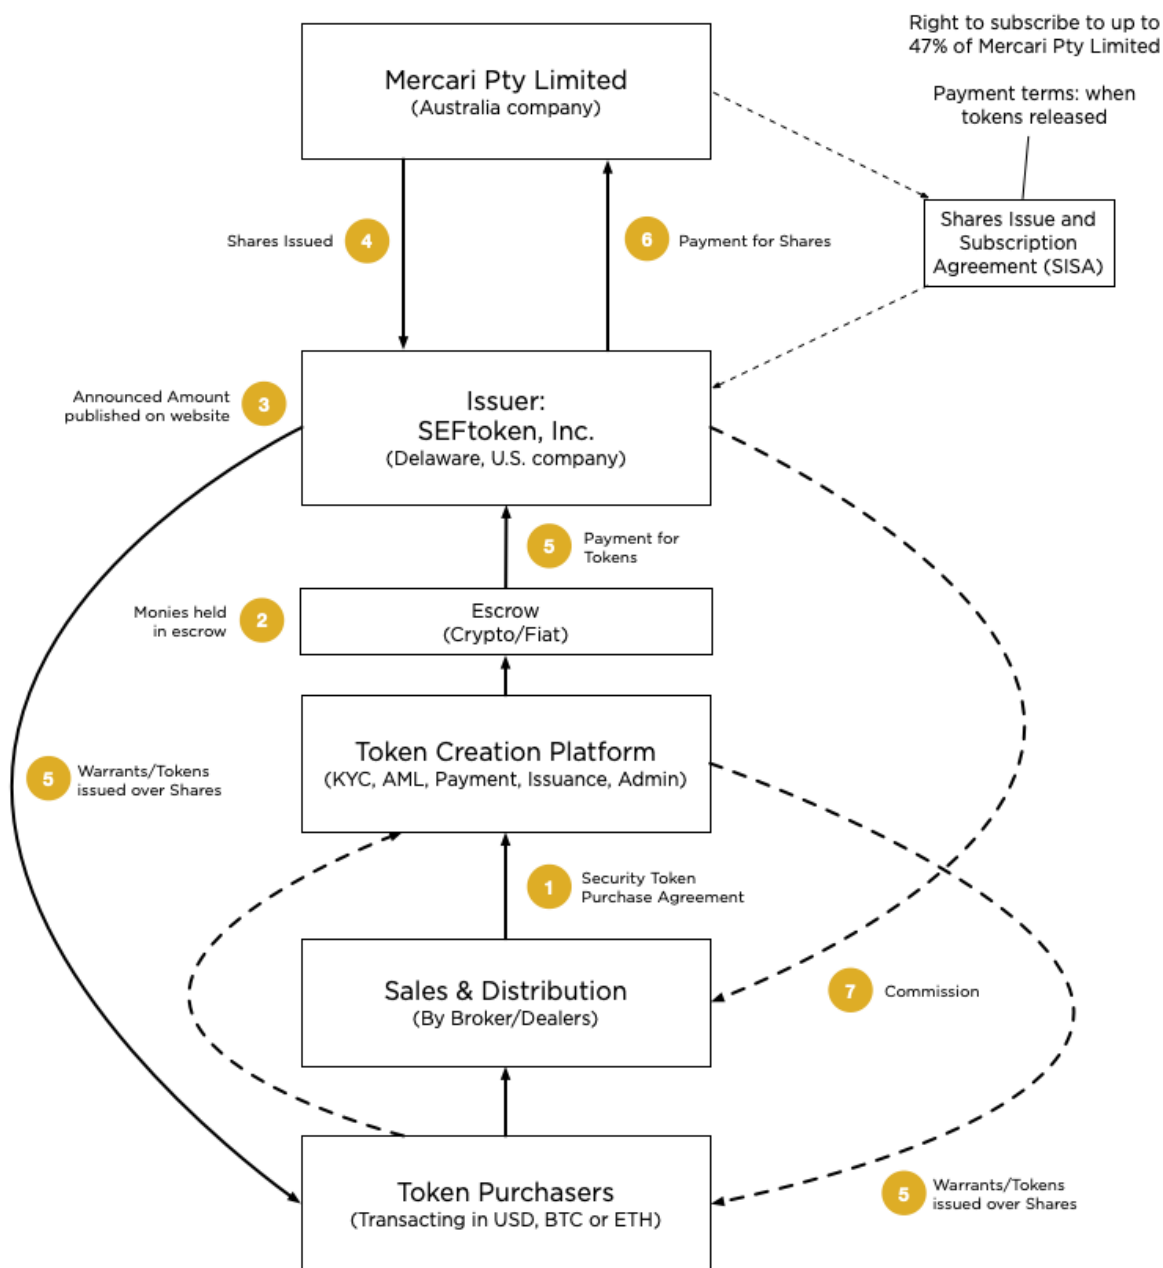 Right to subscribe to up to
47% of Mercari Pty Limited
Payment terms: when
tokens released
Mercari Pty Limited
(Australia company)
Shares Issued
4
6
Payment for Shares
Shares Issue and
Subscription
Agreement (SISA)
Announced Amount
published on website
3
Issuer:
SEFtoken, Inc.
(Delaware, U.S. company)
5
Payment for
Tokens
Monies held
in escrow
2
Escrow
(Crypto/Fiat)
Token Creation Platform
(KYC, AML, Payment, Issuance, Admin)
5
Warrants/Tokens
issued over Shares
1
Security Token
Purchase Agreement
Sales & Distribution
(By Broker/Dealers)
7
Commission
Token Purchasers
(Transacting in USD, BTC or ETH)
5
Warrants/Tokens
issued over Shares